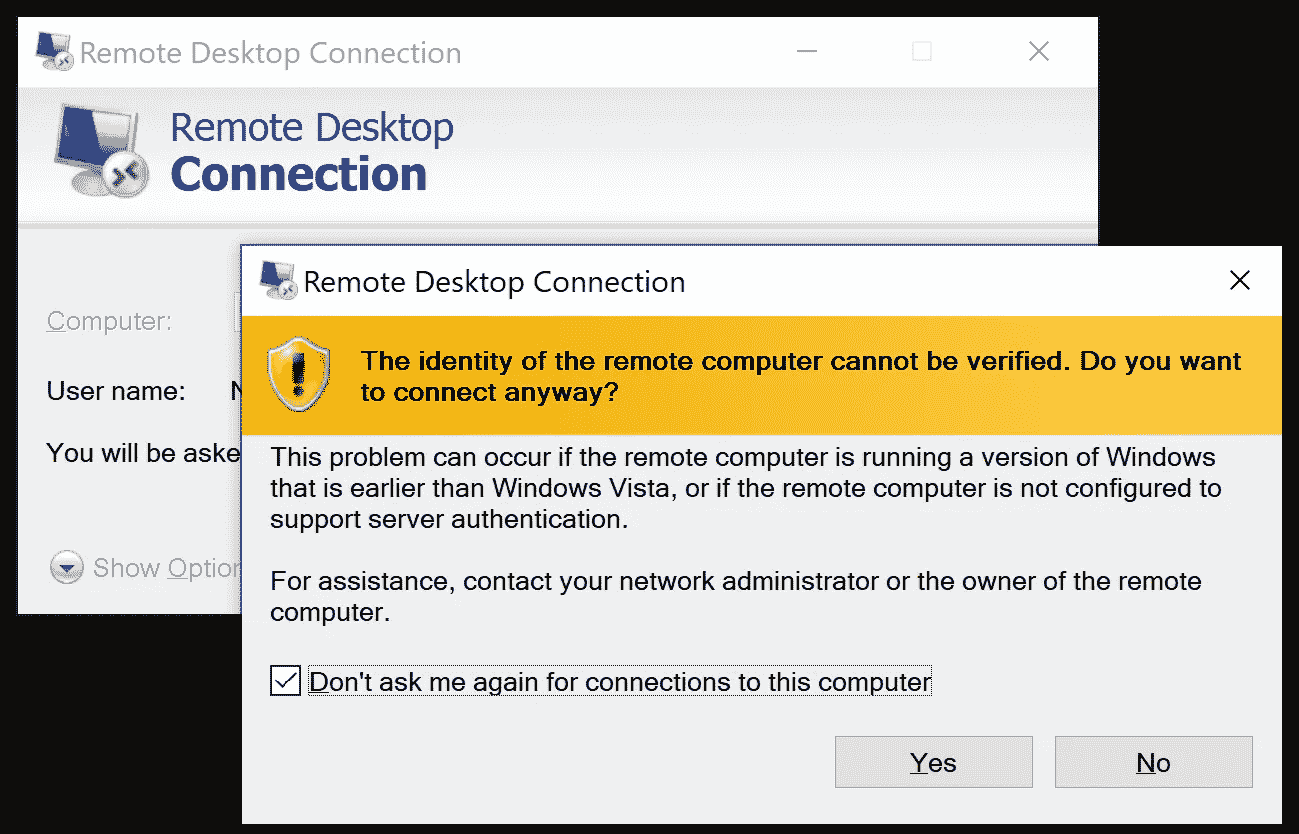 Remote Desktop Connection
Remote Desktop
Connection
Computer:
User name:
You will be aske
Show Option
Remote Desktop Connection
The identity of the remote computer cannot be verified. Do you want
to connect anyway?
This problem can occur if the remote computer is running a version of Windows
that is earlier than Windows Vista, or if the remote computer is not configured to
support server authentication.
For assistance, contact your network administrator or the owner of the remote
computer.
Don't ask me again for connections to this computer
Yes
No